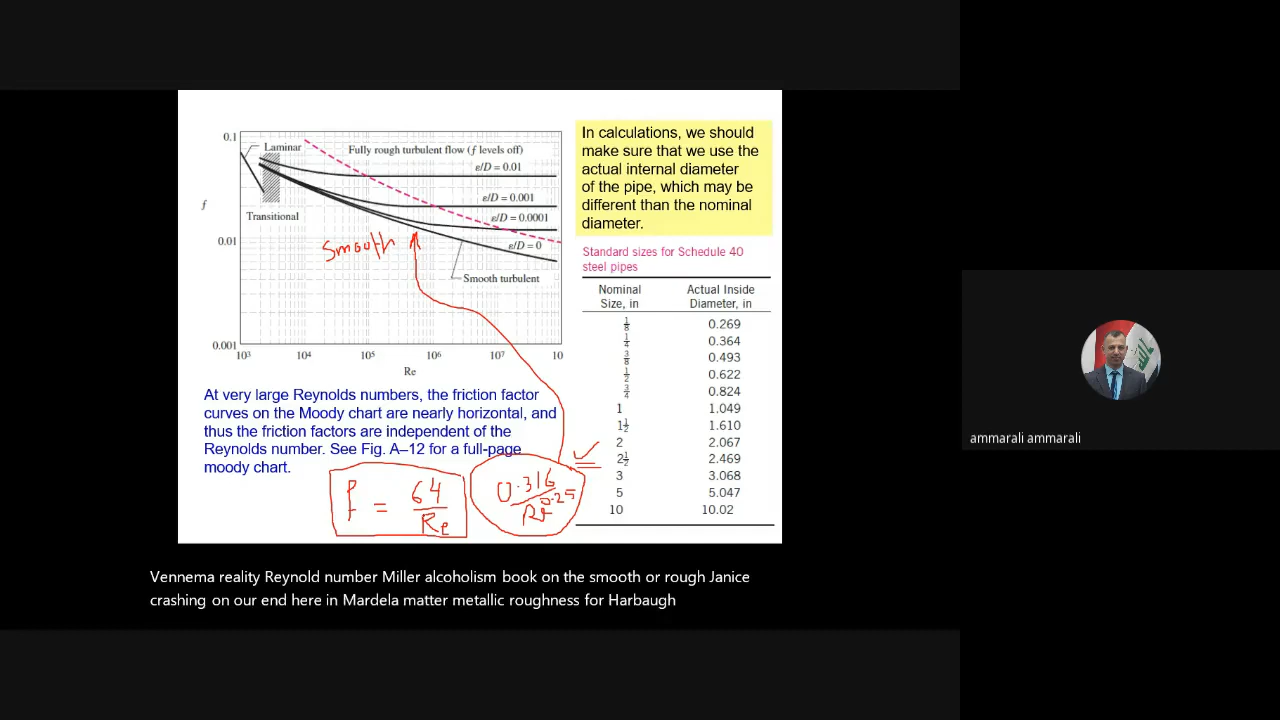 0.1
Laminar
Fully rough turbulent flow (f levels off)
ε/D = 0.01
f
Transitional
ε/D = 0.001
ε/D = 0.0001
0.01
ε/D = 0
Smooth
Smooth turbulent
0.001
10³ 10⁴ 10⁵ 10⁶ 10⁷ 10
Re
At very large Reynolds numbers, the friction factor
curves on the Moody chart are nearly horizontal, and
thus the friction factors are independent of the
Reynolds number. See Fig. A–12 for a full-page
moody chart.
f = 64/Re
0.316/Re^0.25
In calculations, we should
make sure that we use the
actual internal diameter
of the pipe, which may be
different than the nominal
diameter.
Standard sizes for Schedule 40
steel pipes
Nominal Actual Inside
Size, in Diameter, in
1/8 0.269
1/4 0.364
3/8 0.493
1/2 0.622
3/4 0.824
1 1.049
1½ 1.610
2 2.067
2½ 2.469
3 3.068
5 5.047
10 10.02
Vennema reality Reynold number Miller alcoholism book on the smooth or rough Janice
crashing on our end here in Mardela matter metallic roughness for Harbaugh
ammarali ammarali